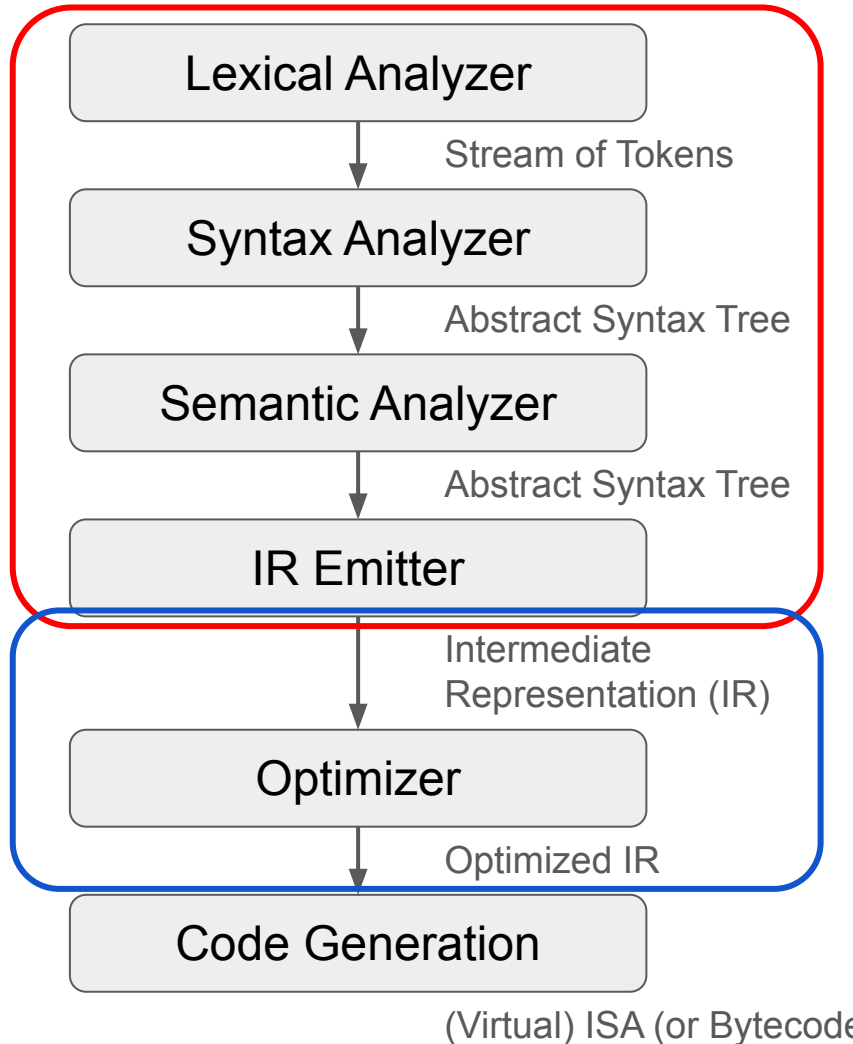 Lexical Analyzer
Stream of Tokens
Syntax Analyzer
Abstract Syntax Tree
Semantic Analyzer
Abstract Syntax Tree
IR Emitter
Intermediate
Representation (IR)
Optimizer
Optimized IR
Code Generation
(Virtual) ISA (or Bytecode